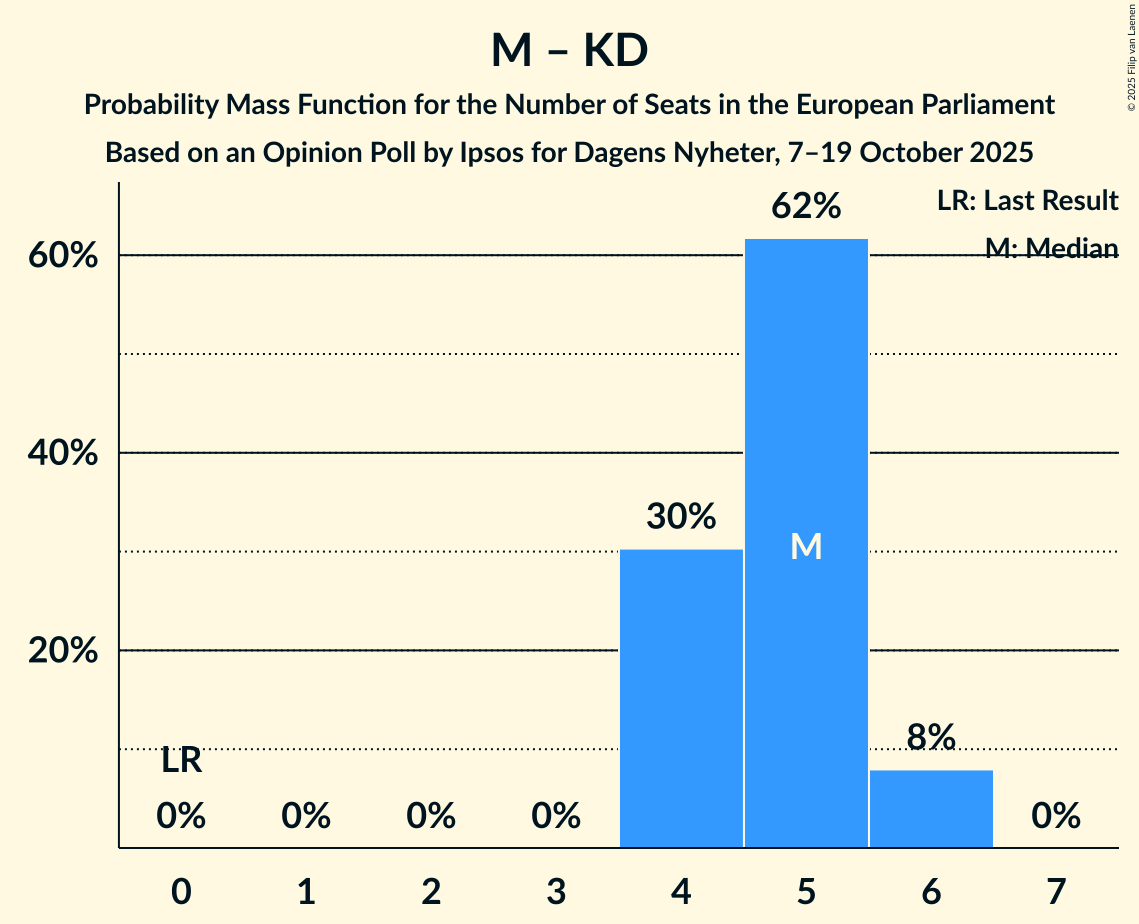 M – KD
Probability Mass Function for the Number of Seats in the European Parliament
Based on an Opinion Poll by Ipsos for Dagens Nyheter, 7–19 October 2025
© 2025 Filip van Laenen
LR: Last Result
M: Median
60%
40%
20%
62%
30%
M
8%
LR
0% 0% 0% 0% 0%
0 1 2 3 4 5 6 7